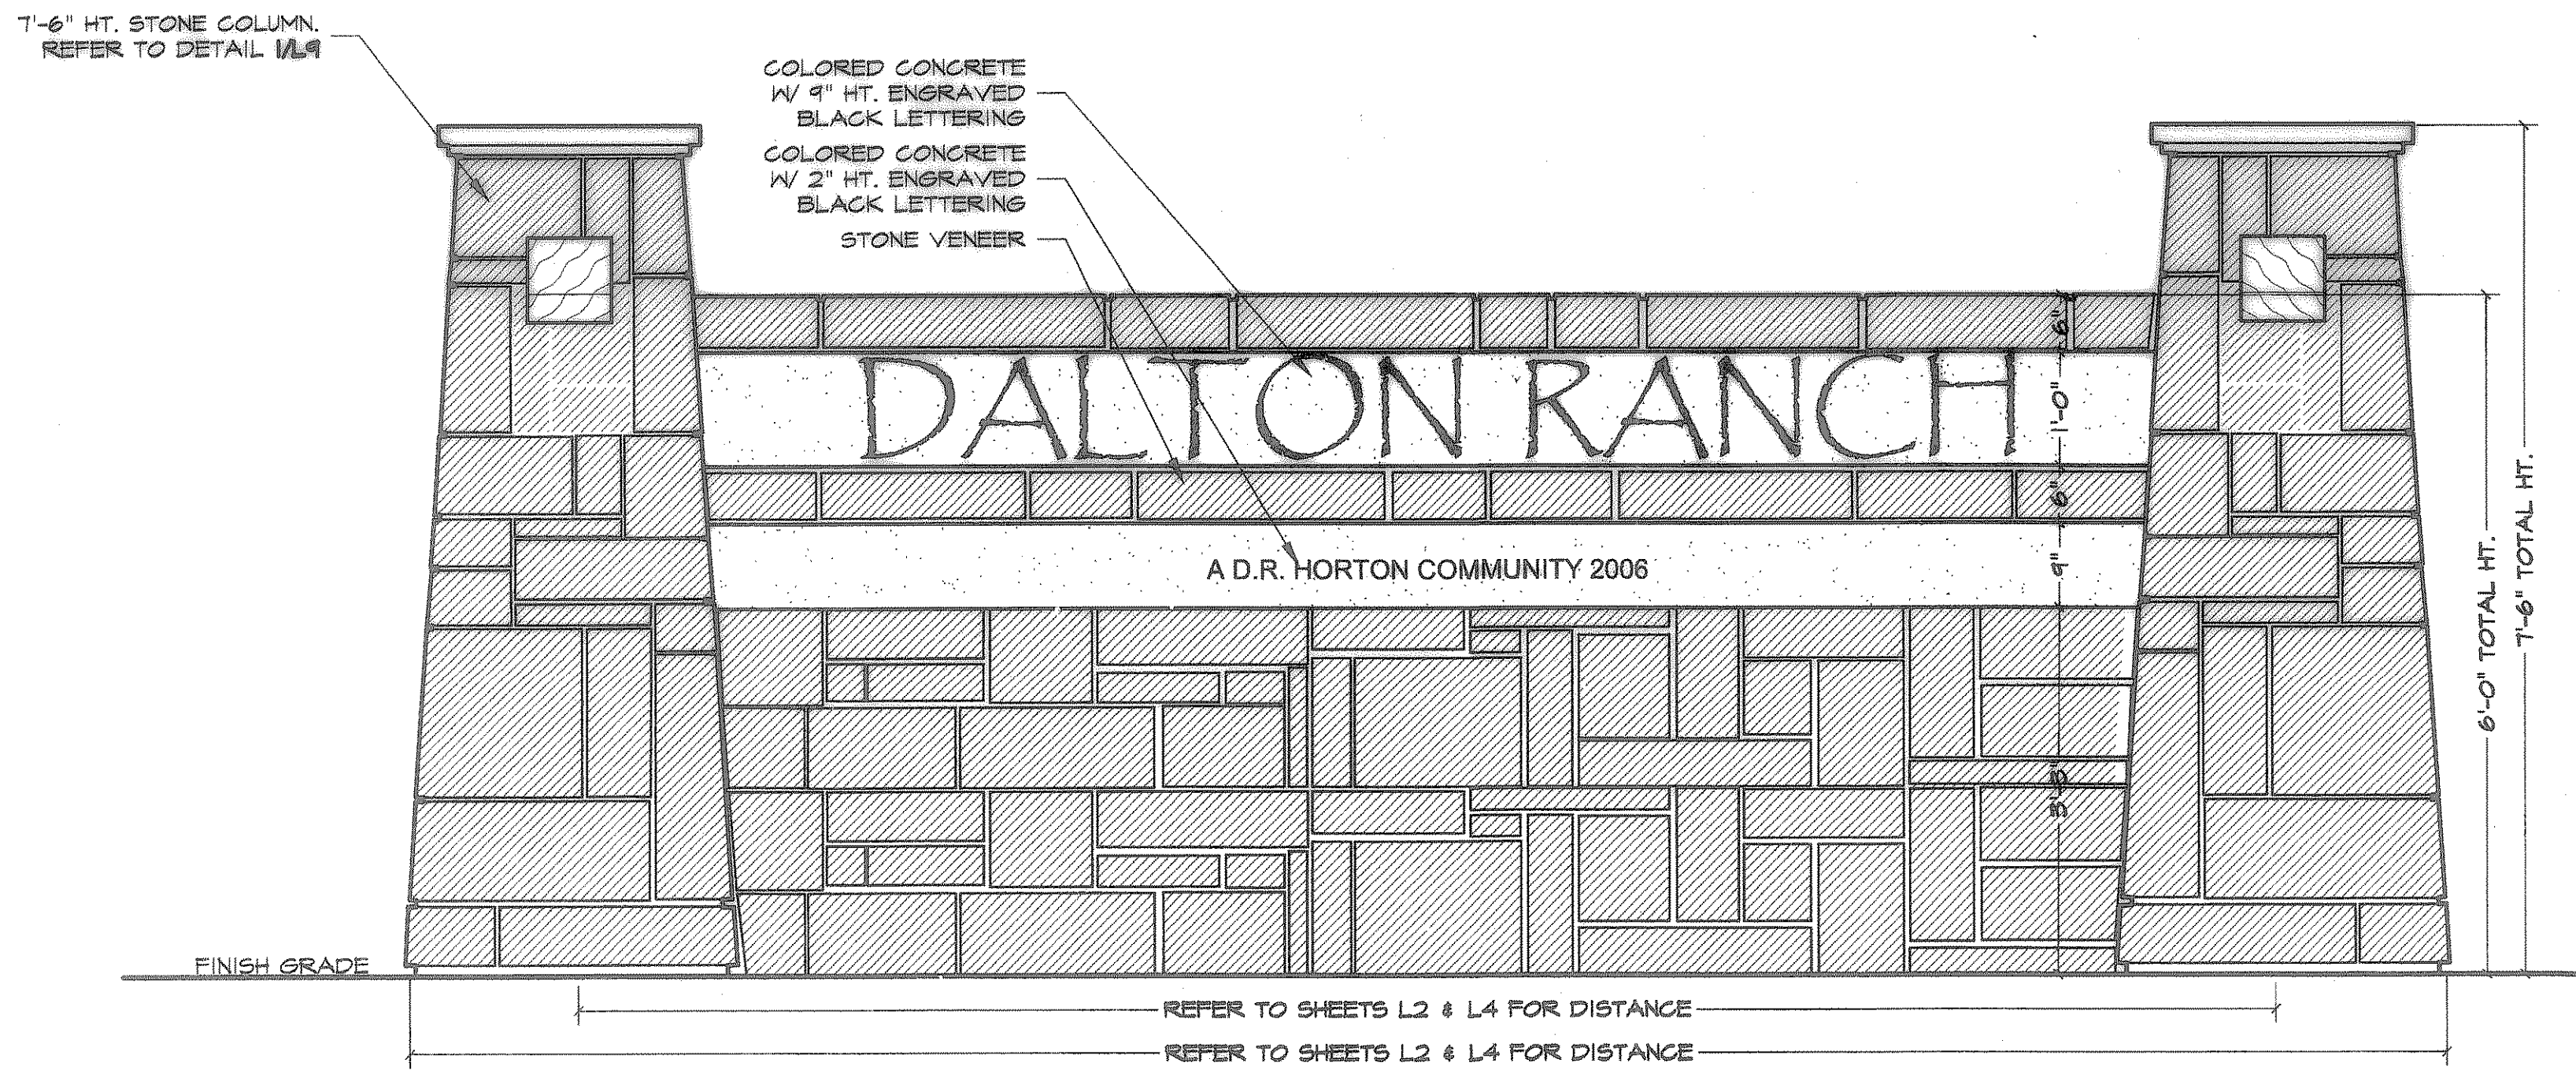 7'-6" HT. STONE COLUMN.
REFER TO DETAIL 1/L9
COLORED CONCRETE
W/ 9" HT. ENGRAVED
BLACK LETTERING
COLORED CONCRETE
W/ 2" HT. ENGRAVED
BLACK LETTERING
STONE VENEER
DALTON RANCH
A D.R. HORTON COMMUNITY 2006
6"
1'-0"
6"
9"
3'-3"
6'-0" TOTAL HT.
7'-6" TOTAL HT.
FINISH GRADE
REFER TO SHEETS L2 & L4 FOR DISTANCE
REFER TO SHEETS L2 & L4 FOR DISTANCE